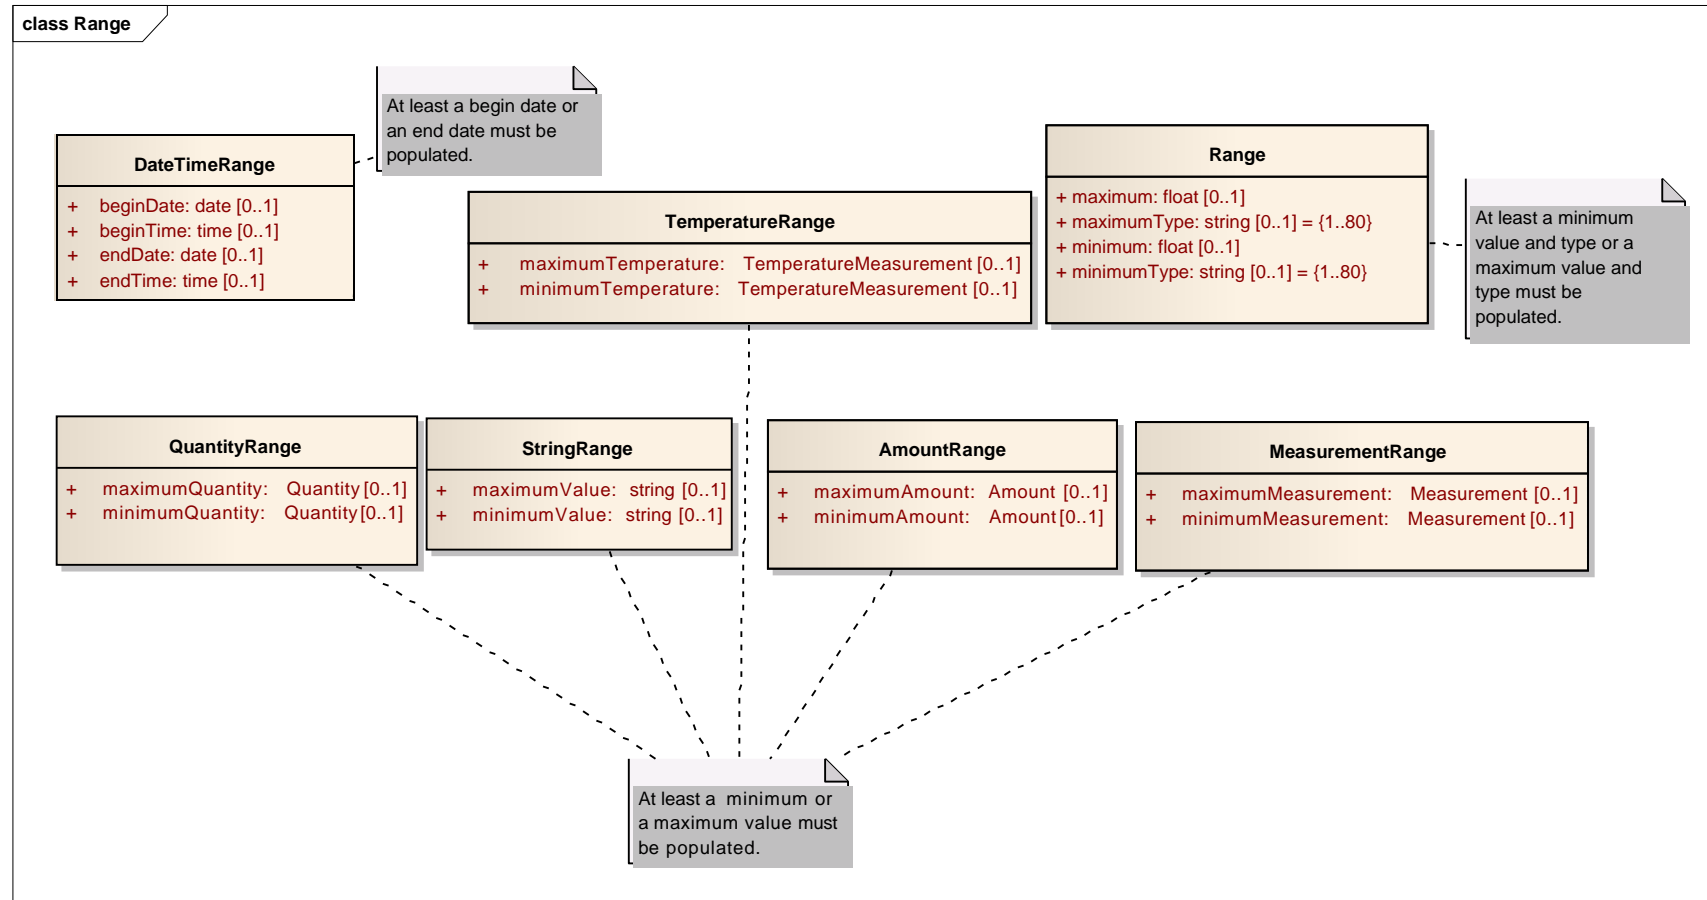 class Range
At least a begin date or
an end date must be
populated.
DateTimeRange
+ beginDate: date [0..1]
+ beginTime: time [0..1]
+ endDate: date [0..1]
+ endTime: time [0..1]
TemperatureRange
+ maximumTemperature: TemperatureMeasurement [0..1]
+ minimumTemperature: TemperatureMeasurement [0..1]
Range
+ maximum: float [0..1]
+ maximumType: string [0..1] = {1..80}
+ minimum: float [0..1]
+ minimumType: string [0..1] = {1..80}
At least a minimum
value and type or a
maximum value and
type must be
populated.
QuantityRange
+ maximumQuantity: Quantity [0..1]
+ minimumQuantity: Quantity [0..1]
StringRange
+ maximumValue: string [0..1]
+ minimumValue: string [0..1]
AmountRange
+ maximumAmount: Amount [0..1]
+ minimumAmount: Amount [0..1]
MeasurementRange
+ maximumMeasurement: Measurement [0..1]
+ minimumMeasurement: Measurement [0..1]
At least a minimum or
a maximum value must
be populated.